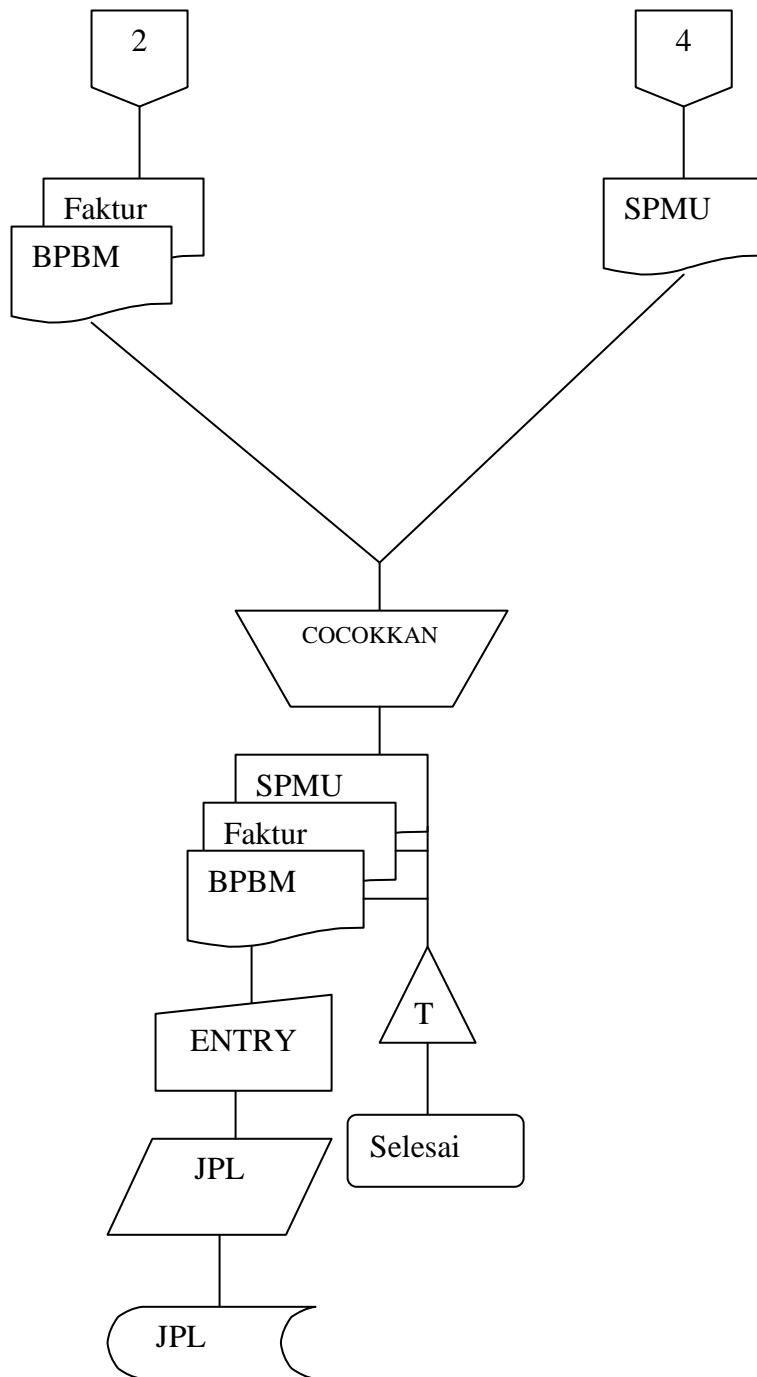 2
4
Faktur
BPBM
SPMU
COCOKKAN
SPMU
Faktur
BPBM
T
ENTRY
Selesai
JPL
JPL